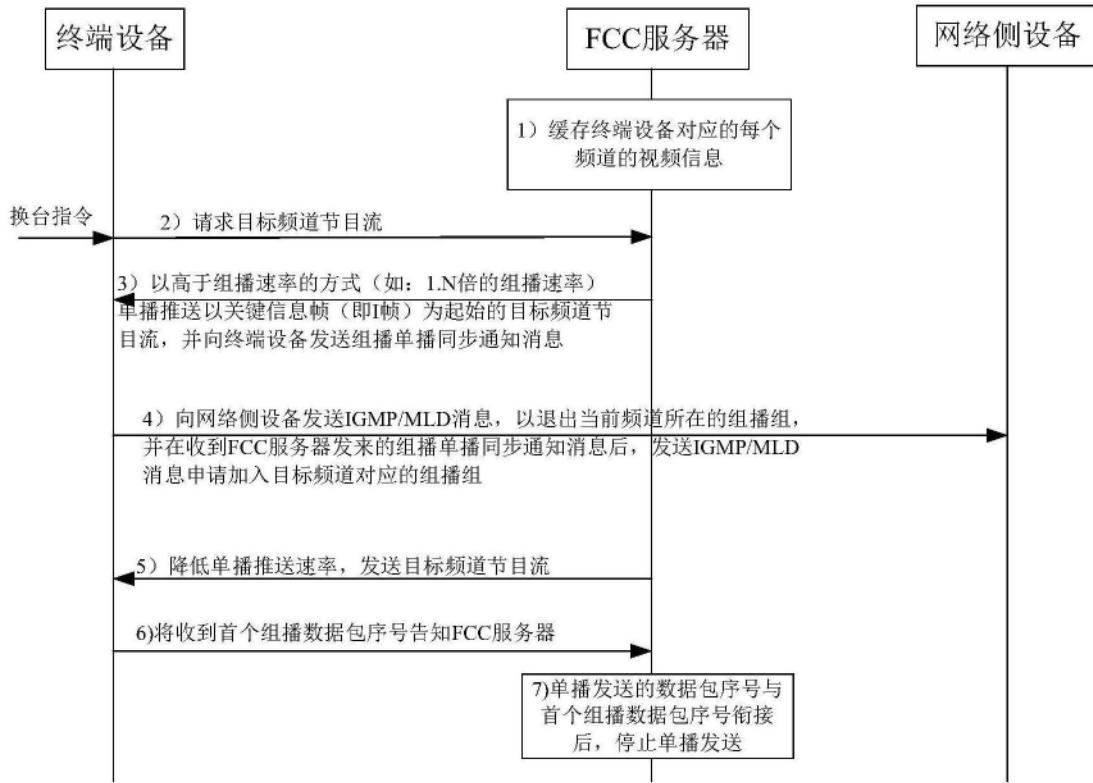 终端设备
FCC服务器
网络侧设备
1）缓存终端设备对应的每个
频道的视频信息
换台指令
2）请求目标频道节目流
3）以高于组播速率的方式（如：1.N倍的组播速率）
单播推送以关键信息帧（即I帧）为起始的目标频道节
目流，并向终端设备发送组播单播同步通知消息
4）向网络侧设备发送IGMP/MLD消息，以退出当前频道所在的组播组，
并在收到FCC服务器发来的组播单播同步通知消息后，发送IGMP/MLD
消息申请加入目标频道对应的组播组
5）降低单播推送速率，发送目标频道节目流
6)将收到首个组播数据包序号告知FCC服务器
7)单播发送的数据包序号与
首个组播数据包序号衔接
后，停止单播发送